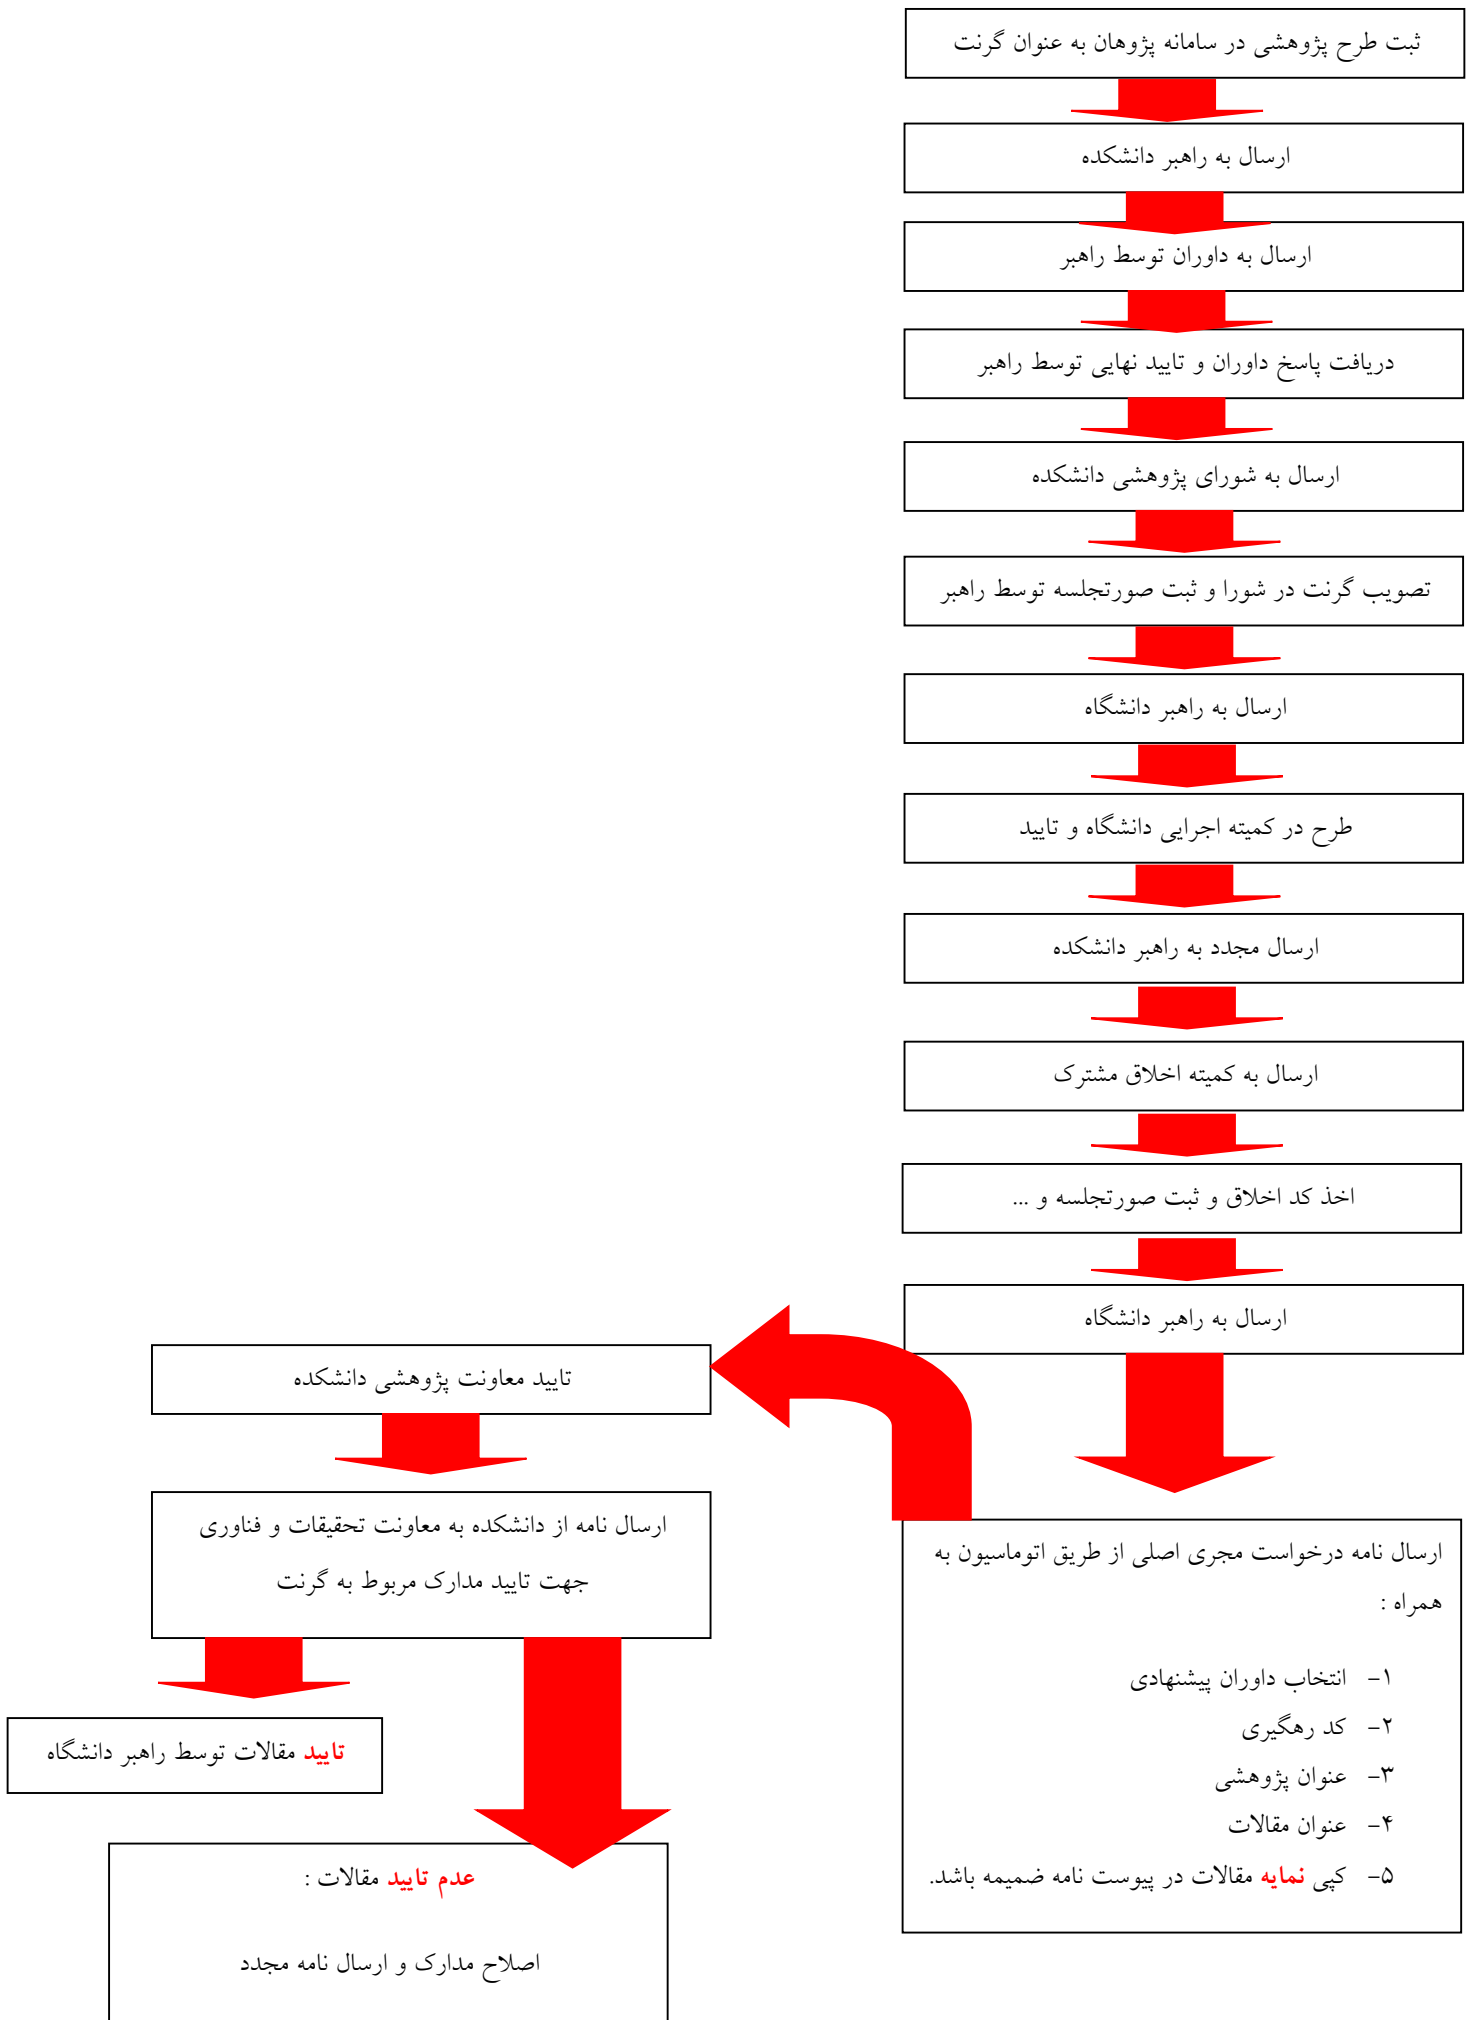 ثبت طرح پژوهشی در سامانه پژوهان به عنوان گرنت
ارسال به راهبر دانشکده
ارسال به داوران توسط راهبر
دریافت پاسخ داوران و تایید نهایی توسط راهبر
ارسال به شورای پژوهشی دانشکده
تصویب گرنت در شورا و ثبت صورتجلسه توسط راهبر
ارسال به راهبر دانشگاه
طرح در کمیته اجرایی دانشگاه و تایید
ارسال مجدد به راهبر دانشکده
ارسال به کمیته اخلاق مشترک
اخذ کد اخلاق و ثبت صورتجلسه و ...
ارسال به راهبر دانشگاه
ارسال نامه درخواست مجری اصلی از طریق اتوماسیون به
همراه :
۱- انتخاب داوران پیشنهادی
۲- کد رهگیری
۳- عنوان پژوهشی
۴- عنوان مقالات
۵- کپی نمایه مقالات در پیوست نامه ضمیمه باشد.
تایید معاونت پژوهشی دانشکده
ارسال نامه از دانشکده به معاونت تحقیقات و فناوری
جهت تایید مدارک مربوط به گرنت
تایید مقالات توسط راهبر دانشگاه
عدم تایید مقالات :
اصلاح مدارک و ارسال نامه مجدد